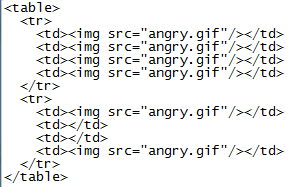 <table>
  <tr>
    <td><img src="angry.gif"/></td>
    <td><img src="angry.gif"/></td>
    <td><img src="angry.gif"/></td>
    <td><img src="angry.gif"/></td>
  </tr>
  <tr>
    <td><img src="angry.gif"/></td>
    <td></td>
    <td></td>
    <td><img src="angry.gif"/></td>
  </tr>
</table>